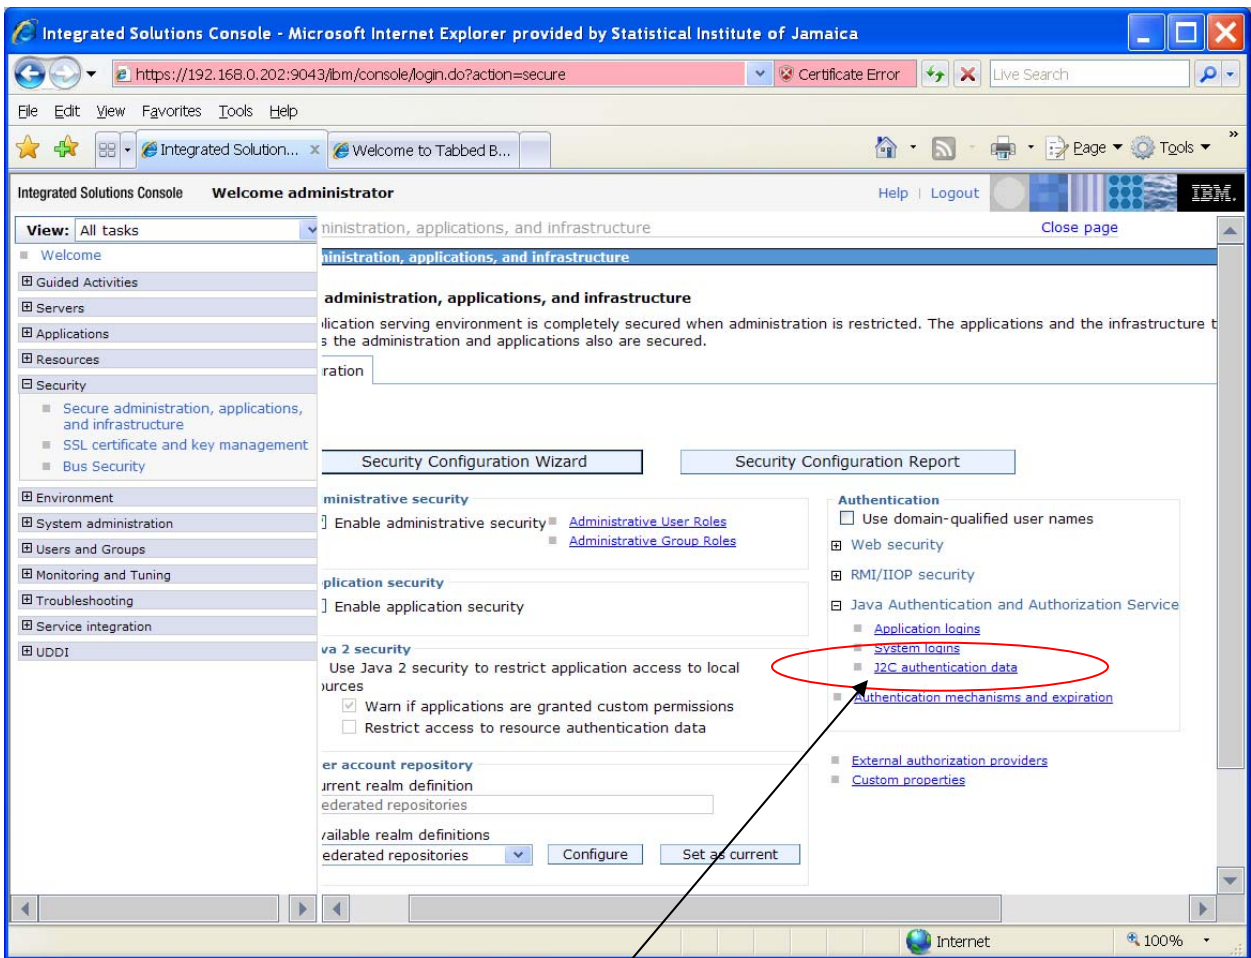 Integrated Solutions Console - Microsoft Internet Explorer provided by Statistical Institute of Jamaica
https://192.168.0.202:9043/ibm/console/login.do?action=secure
Certificate Error
Live Search
File Edit View Favorites Tools Help
Integrated Solution...
Welcome to Tabbed B...
Page
Tools
»
Integrated Solutions Console Welcome administrator
Help | Logout
IBM.
View: All tasks
Welcome
Guided Activities
Servers
Applications
Resources
Security
Secure administration, applications,
and infrastructure
SSL certificate and key management
Bus Security
Environment
System administration
Users and Groups
Monitoring and Tuning
Troubleshooting
Service integration
UDDI
ministration, applications, and infrastructure
Close page
ministration, applications, and infrastructure
administration, applications, and infrastructure
lication serving environment is completely secured when administration is restricted. The applications and the infrastructure t
s the administration and applications also are secured.
ration
Security Configuration Wizard
Security Configuration Report
ministrative security
Enable administrative security
Administrative User Roles
Administrative Group Roles
plication security
Enable application security
va 2 security
Use Java 2 security to restrict application access to local
ources
Warn if applications are granted custom permissions
Restrict access to resource authentication data
er account repository
urrent realm definition
ederated repositories
vailable realm definitions
ederated repositories
Configure
Set as current
Authentication
Use domain-qualified user names
Web security
RMI/IIOP security
Java Authentication and Authorization Service
Application logins
System logins
J2C authentication data
Authentication mechanisms and expiration
External authorization providers
Custom properties
Internet
100%